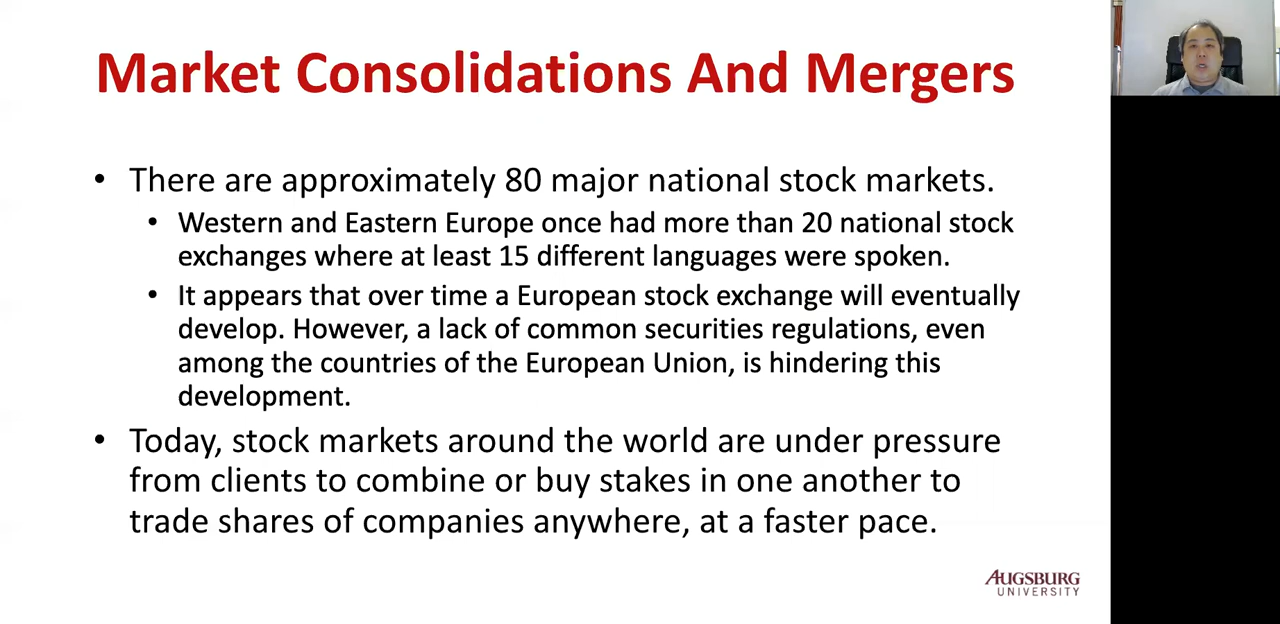 Market Consolidations And Mergers
• There are approximately 80 major national stock markets.
• Western and Eastern Europe once had more than 20 national stock
exchanges where at least 15 different languages were spoken.
• It appears that over time a European stock exchange will eventually
develop. However, a lack of common securities regulations, even
among the countries of the European Union, is hindering this
development.
• Today, stock markets around the world are under pressure
from clients to combine or buy stakes in one another to
trade shares of companies anywhere, at a faster pace.
AUGSBURG
UNIVERSITY